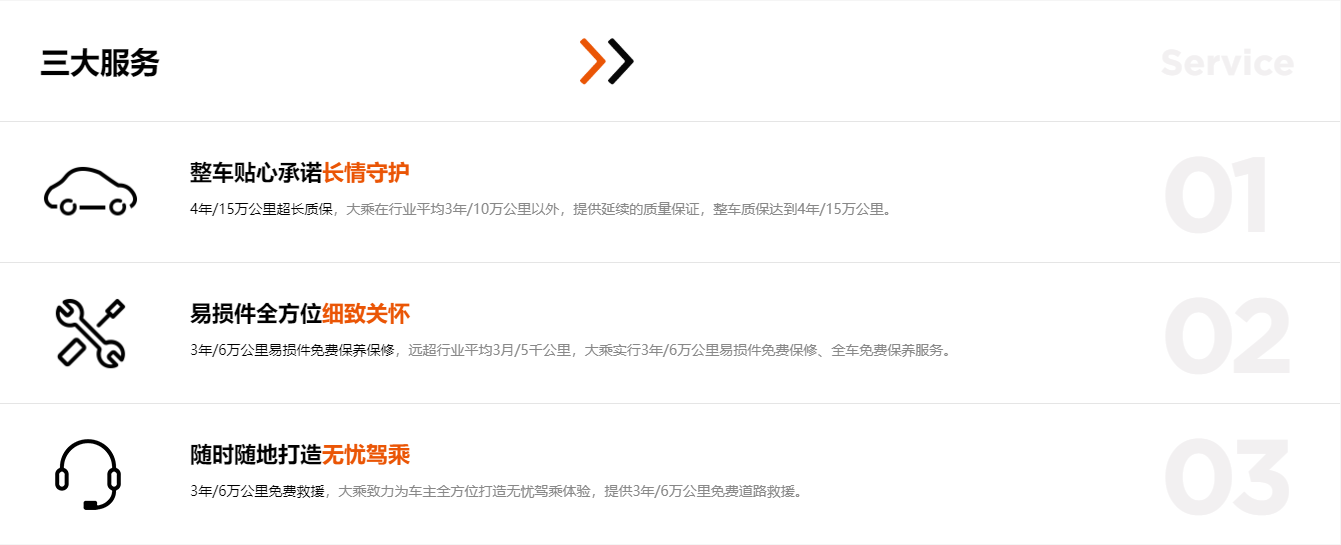 三大服务
Service
整车贴心承诺长情守护
4年/15万公里超长质保，大乘在行业平均3年/10万公里以外，提供延续的质量保证，整车质保达到4年/15万公里。
01
易损件全方位细致关怀
3年/6万公里易损件免费保养保修，远超行业平均3月/5千公里，大乘实行3年/6万公里易损件免费保修、全车免费保养服务。
02
随时随地打造无忧驾乘
3年/6万公里免费救援，大乘致力为车主全方位打造无忧驾乘体验，提供3年/6万公里免费道路救援。
03